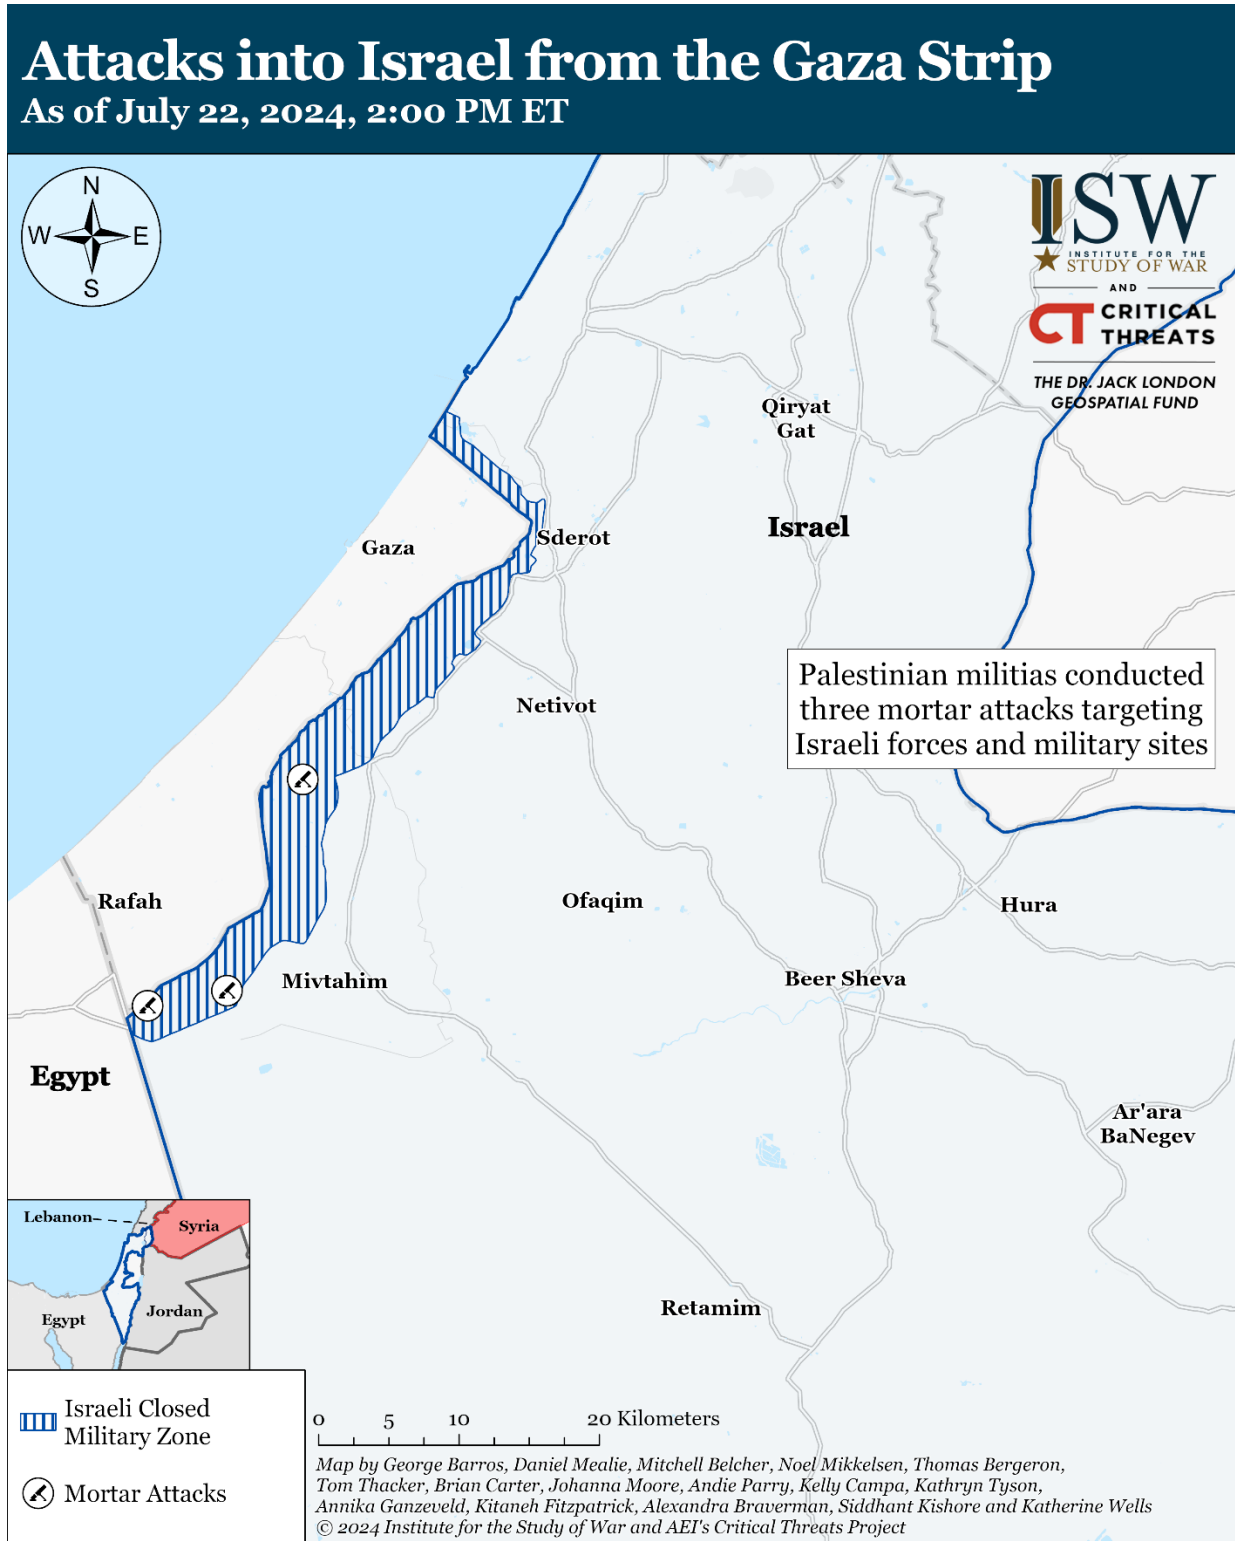 Attacks into Israel from the Gaza Strip
As of July 22, 2024, 2:00 PM ET
N
W
E
S
ISW
INSTITUTE FOR THE
STUDY OF WAR
AND
CT CRITICAL
THREATS
THE DR. JACK LONDON
GEOSPATIAL FUND
Qiryat
Gat
Israel
Sderot
Gaza
Palestinian militias conducted
three mortar attacks targeting
Israeli forces and military sites
Netivot
Rafah
Ofaqim
Hura
Mivtahim
Beer Sheva
Egypt
Ar'ara
BaNegev
Retamim
Lebanon
Syria
Egypt
Jordan
Israeli Closed
Military Zone
Mortar Attacks
0 5 10 20 Kilometers
Map by George Barros, Daniel Mealie, Mitchell Belcher, Noel Mikkelsen, Thomas Bergeron,
Tom Thacker, Brian Carter, Johanna Moore, Andie Parry, Kelly Campa, Kathryn Tyson,
Annika Ganzeveld, Kitaneh Fitzpatrick, Alexandra Braverman, Siddhant Kishore and Katherine Wells
© 2024 Institute for the Study of War and AEI's Critical Threats Project